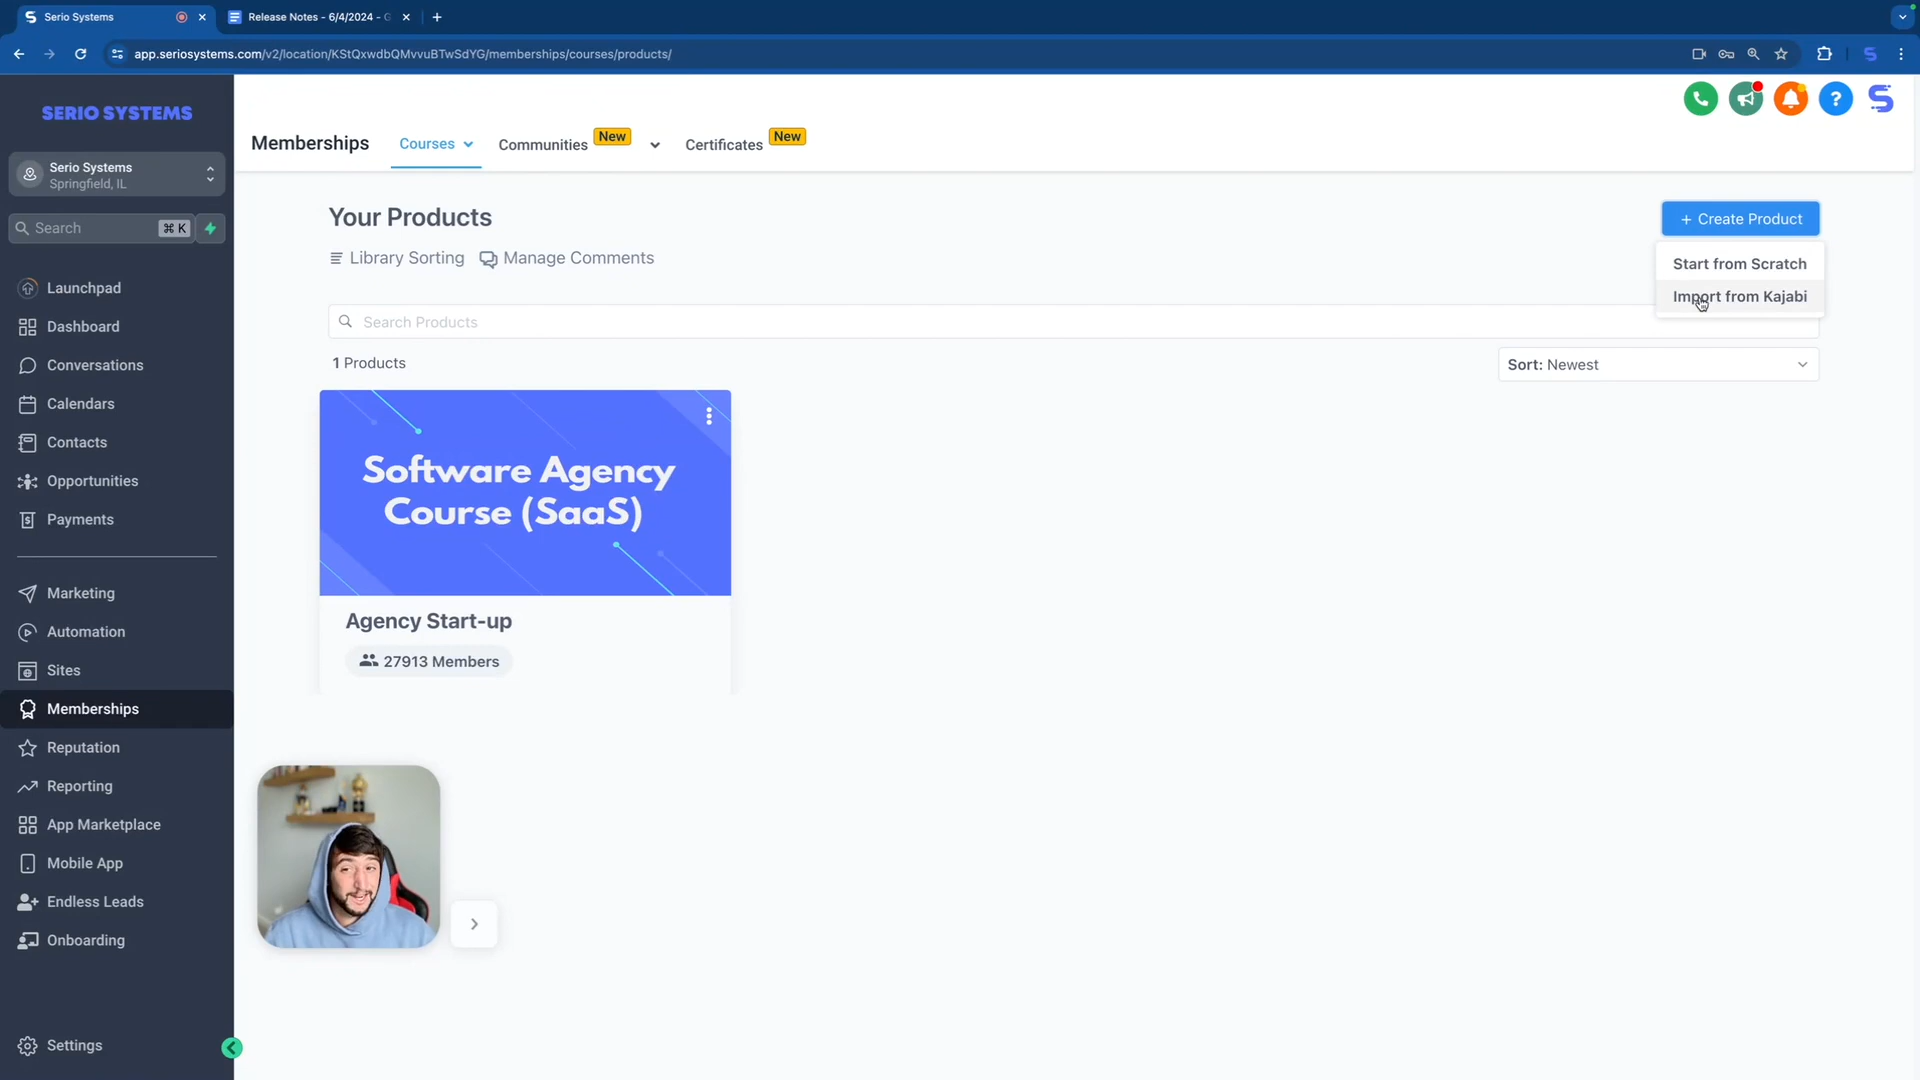 Serio Systems
Release Notes - 6/4/2024 - G
app.seriosystems.com/v2/location/KStQxwdbQMvvuBTwSdYG/memberships/courses/products/
SERIO SYSTEMS
Serio Systems
Springfield, IL
Search ⌘ K
Launchpad
Dashboard
Conversations
Calendars
Contacts
Opportunities
Payments
Marketing
Automation
Sites
Memberships
Reputation
Reporting
App Marketplace
Mobile App
Endless Leads
Onboarding
Settings
Memberships
Courses
Communities New
Certificates New
Your Products
+ Create Product
Library Sorting
Manage Comments
Start from Scratch
Import from Kajabi
Search Products
1 Products
Sort: Newest
Software Agency
Course (SaaS)
Agency Start-up
27913 Members